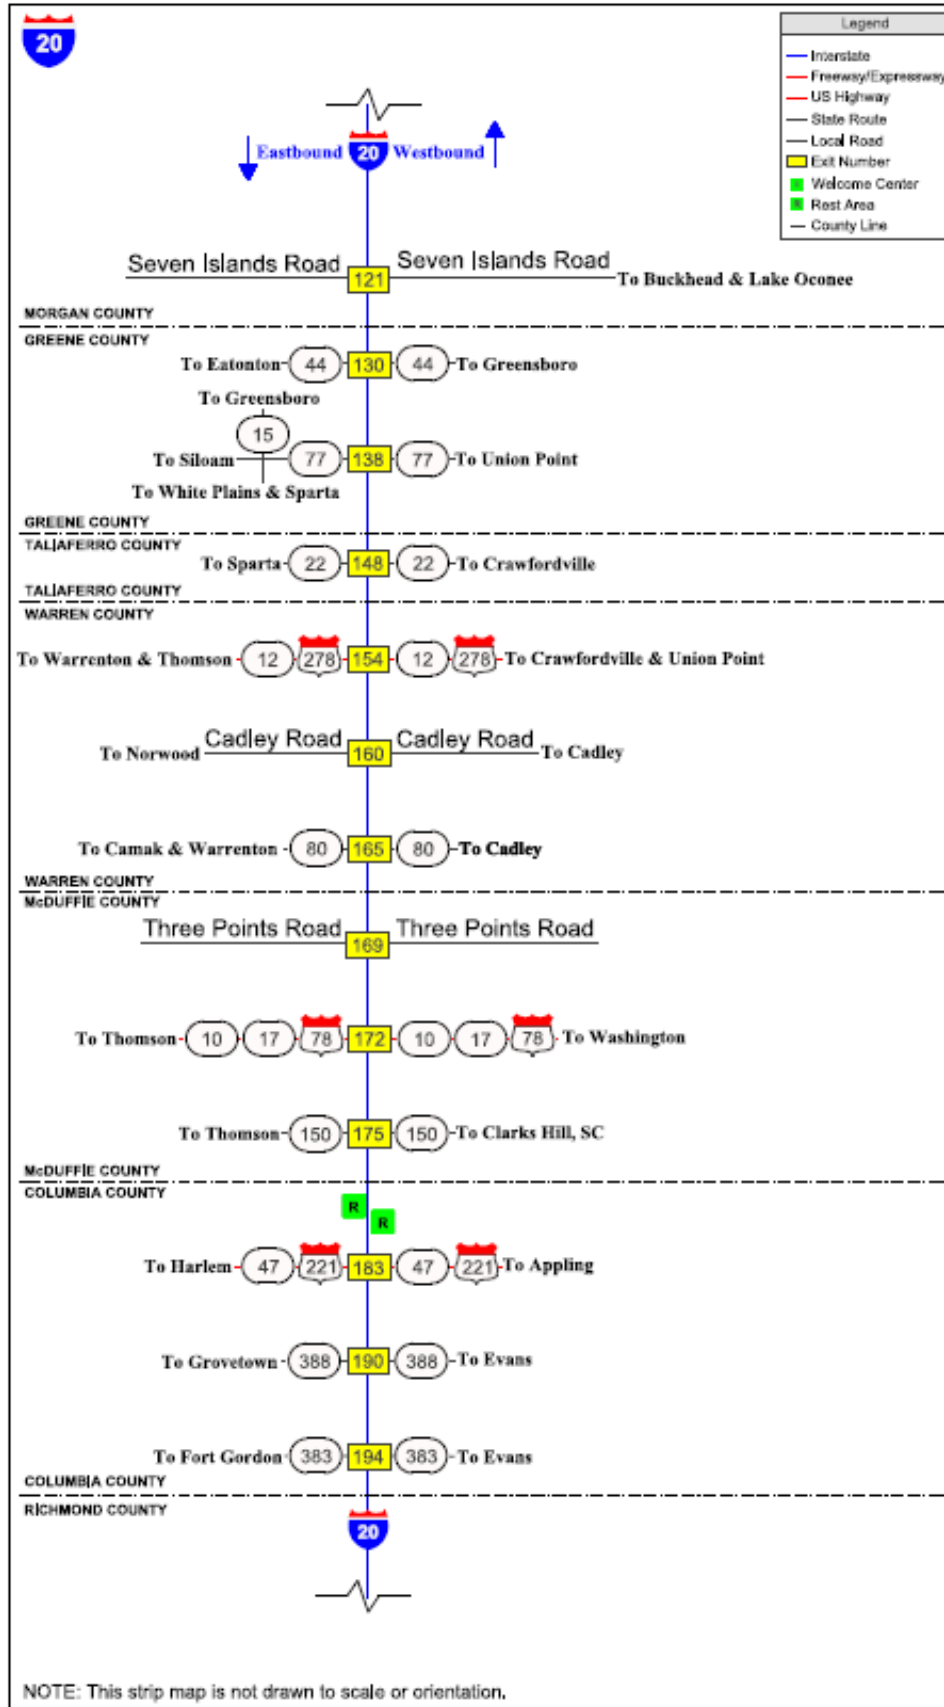 20
Legend
Interstate
Freeway/Expressway
US Highway
State Route
Local Road
Exit Number
Welcome Center
R Rest Area
County Line
Eastbound 20 Westbound
Seven Islands Road 121 Seven Islands Road To Buckhead & Lake Oconee
MORGAN COUNTY
GREENE COUNTY
To Eatonton 44 130 44 To Greensboro
To Greensboro
15
To Siloam 77 138 77 To Union Point
To White Plains & Sparta
GREENE COUNTY
TALIAFERRO COUNTY
To Sparta 22 148 22 To Crawfordville
TALIAFERRO COUNTY
WARREN COUNTY
To Warrenton & Thomson 12 278 154 12 278 To Crawfordville & Union Point
To Norwood Cadley Road 160 Cadley Road To Cadley
To Camak & Warrenton 80 165 80 To Cadley
WARREN COUNTY
McDUFFIE COUNTY
Three Points Road 169 Three Points Road
To Thomson 10 17 78 172 10 17 78 To Washington
To Thomson 150 175 150 To Clarks Hill, SC
McDUFFIE COUNTY
COLUMBIA COUNTY
R
R
To Harlem 47 221 183 47 221 To Appling
To Grovetown 388 190 388 To Evans
To Fort Gordon 383 194 383 To Evans
COLUMBIA COUNTY
RICHMOND COUNTY
20
NOTE: This strip map is not drawn to scale or orientation.